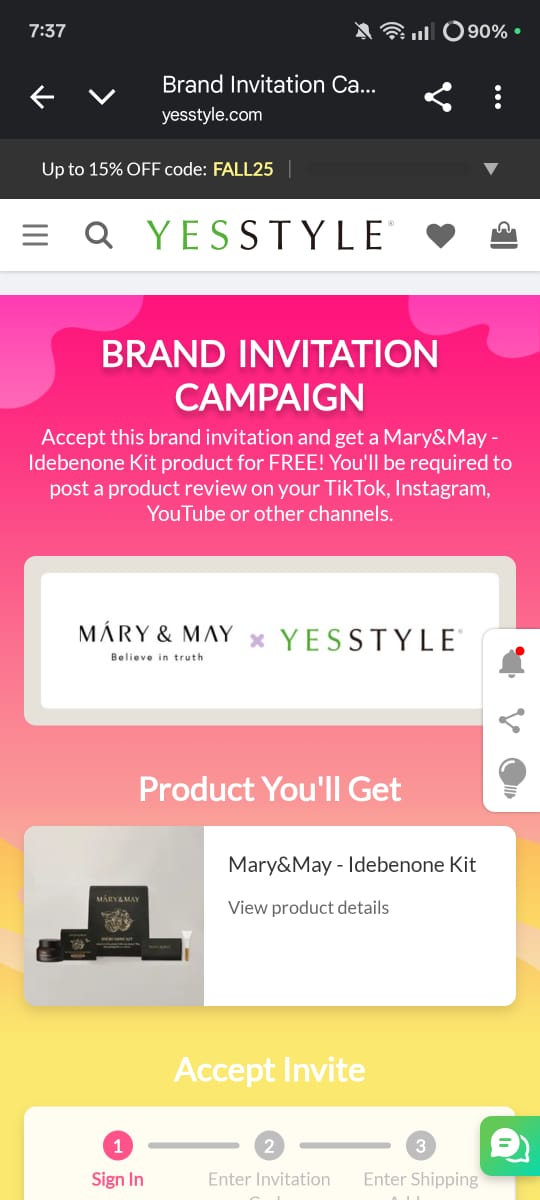 7:37
90%
Brand Invitation Ca...
yesstyle.com
Up to 15% OFF code: FALL25
YESSTYLE
BRAND INVITATION
CAMPAIGN
Accept this brand invitation and get a Mary&May -
Idebenone Kit product for FREE! You'll be required to
post a product review on your TikTok, Instagram,
YouTube or other channels.
MÁRY & MAY × YESSTYLE
Believe in truth
Product You'll Get
Mary&May - Idebenone Kit
View product details
MÁRY&MAY
Accept Invite
1 2 3
Sign In Enter Invitation Enter Shipping